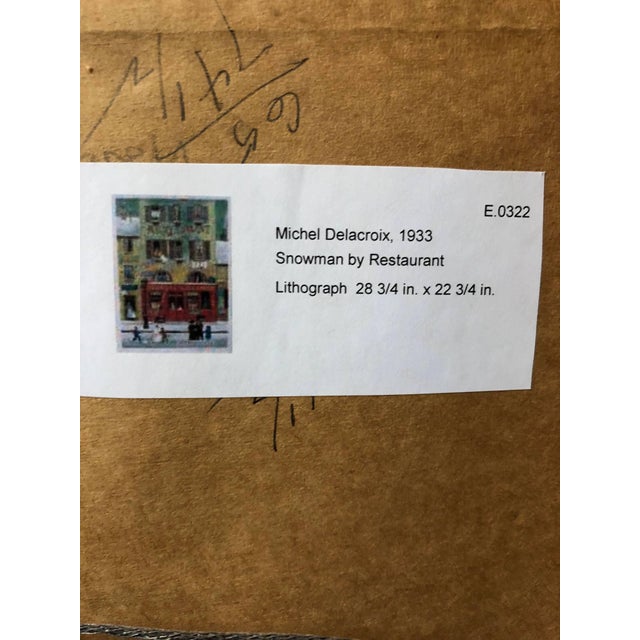 E.0322
Michel Delacroix, 1933
Snowman by Restaurant
Lithograph 28 3/4 in. x 22 3/4 in.